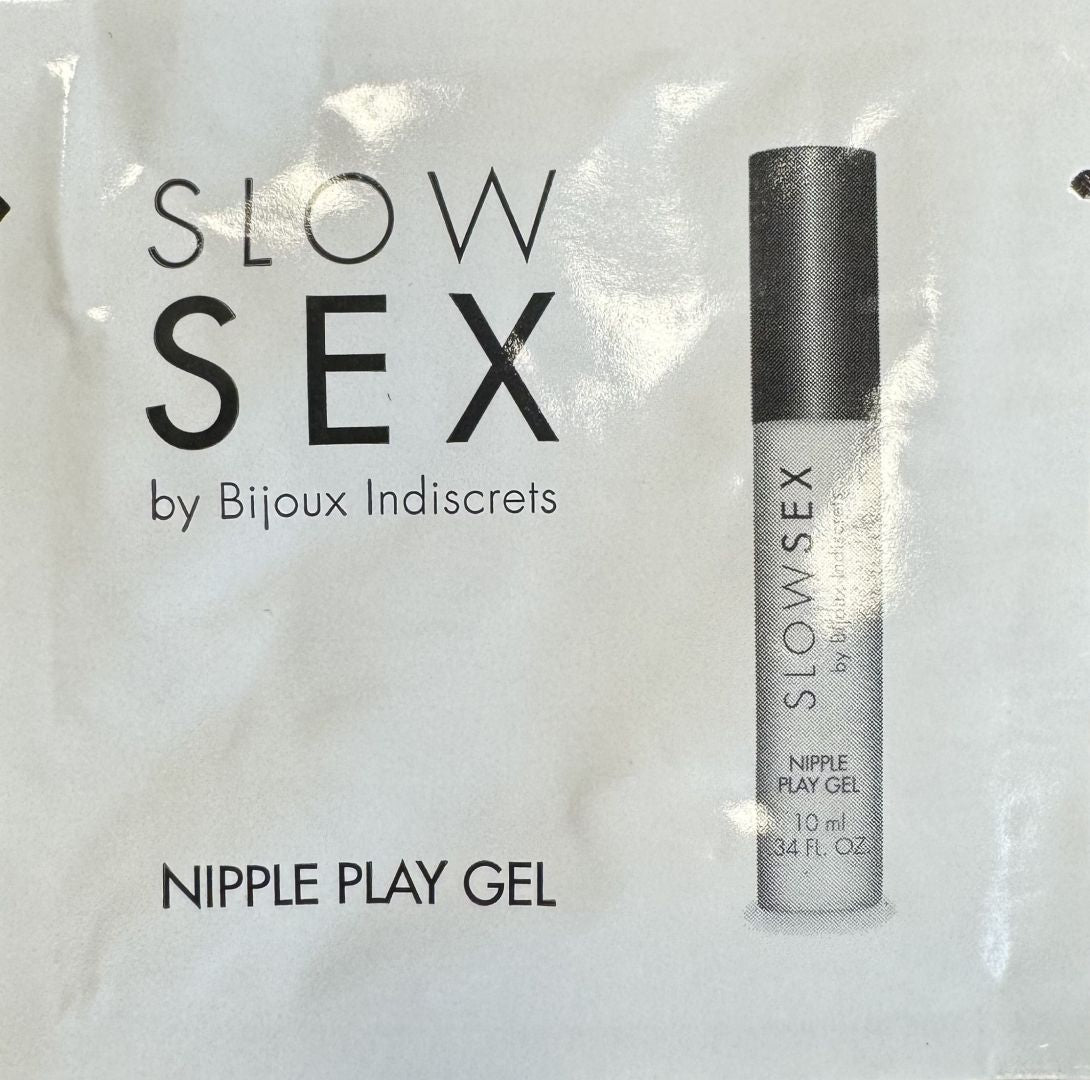 SLOW
SEX
by Bijoux Indiscrets
NIPPLE PLAY GEL
SLOWSEX
by Bijoux Indiscrets
NIPPLE
PLAY GEL
10 ml
.34 FL. OZ